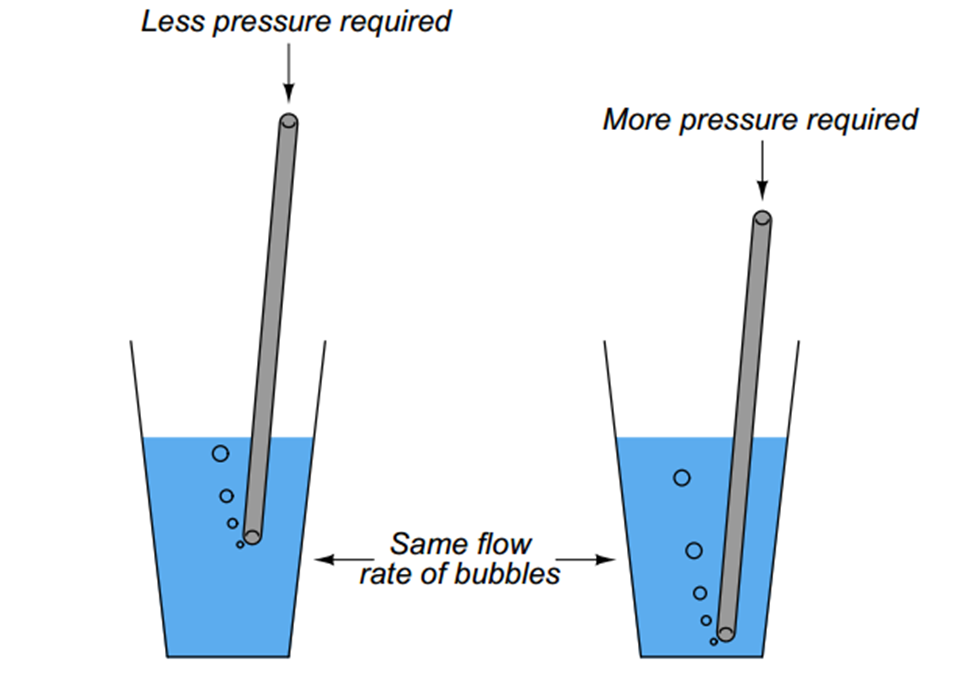 Less pressure required
More pressure required
Same flow
rate of bubbles